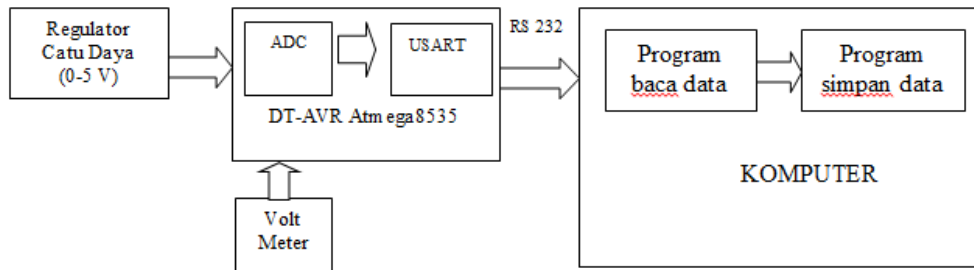 Regulator
Catu Daya
(0-5 V)
ADC
USART
DT-AVR Atmega8535
RS 232
Volt
Meter
Program
baca data
Program
simpan data
KOMPUTER